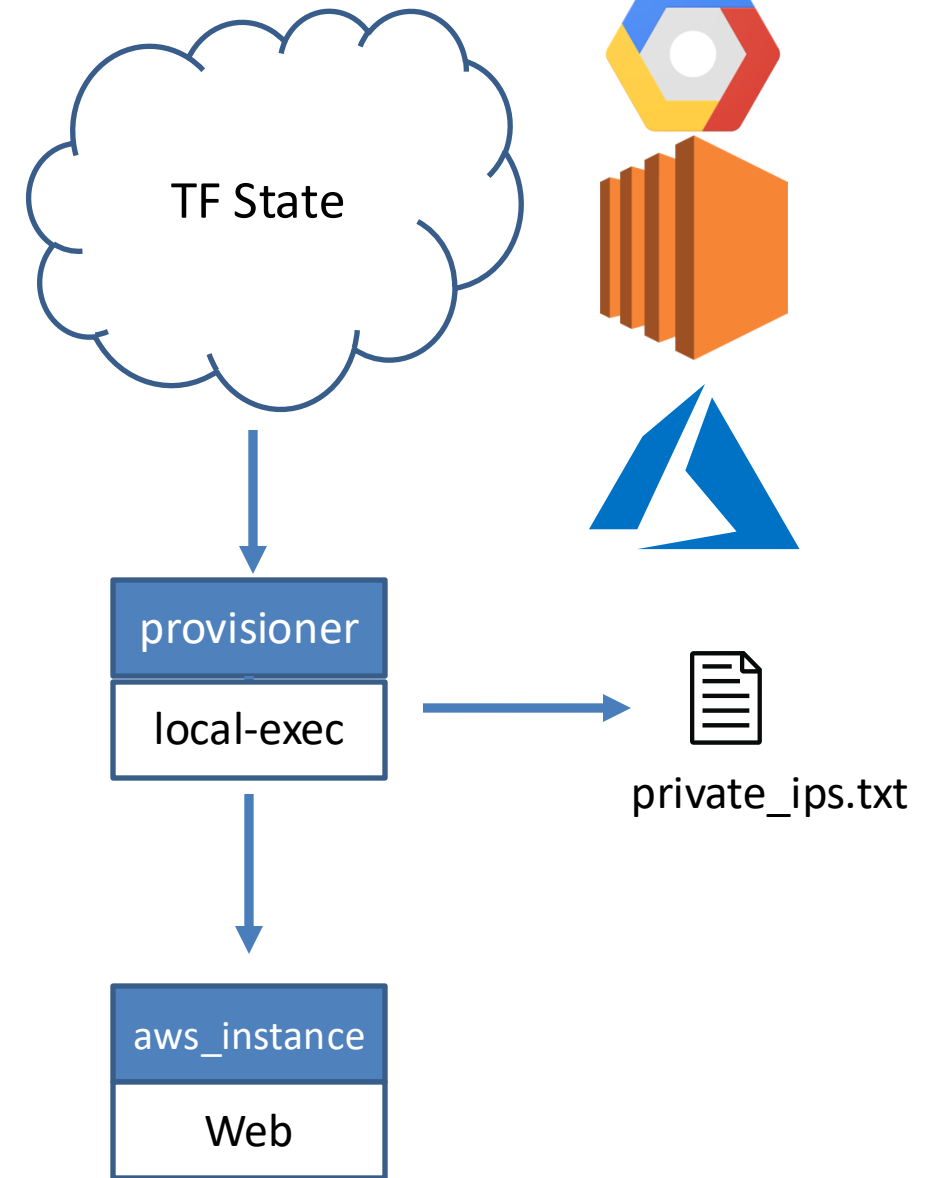 TF State
provisioner
local-exec
private_ips.txt
aws_instance
Web